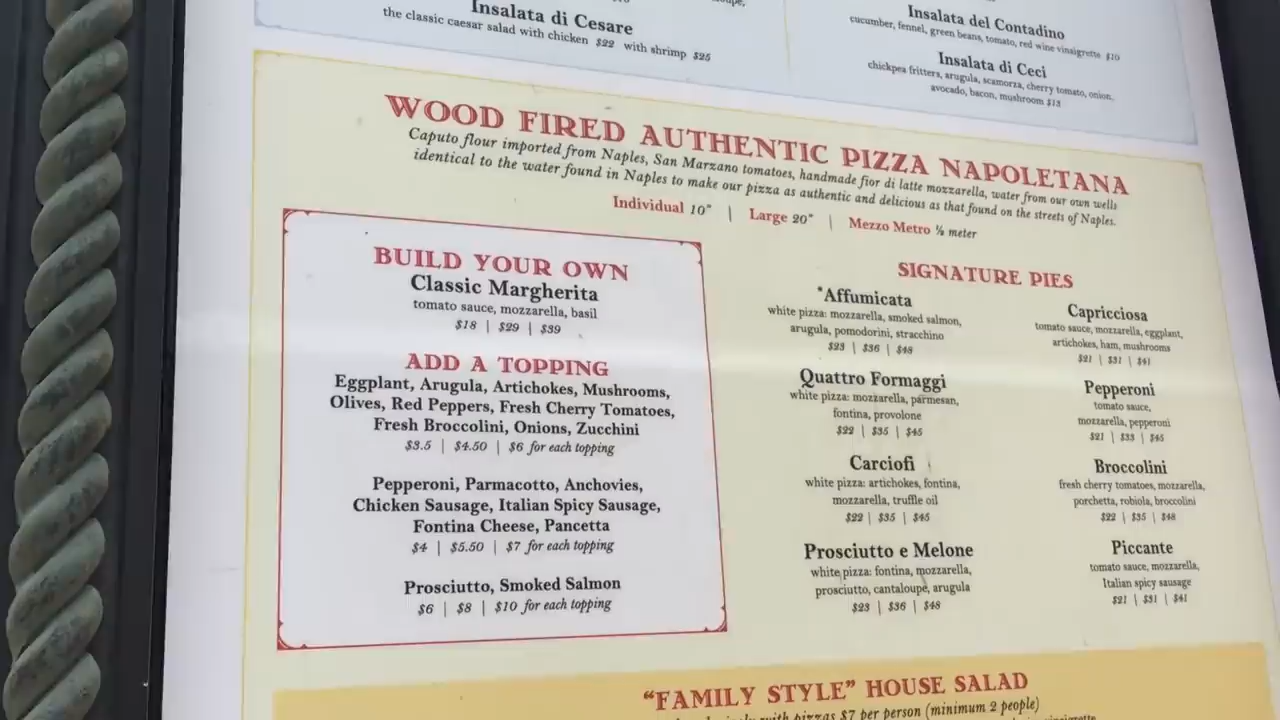 Insalata di Cesare
the classic caesar salad with chicken $22 with shrimp $25
Insalata del Contadino
cucumber, fennel, green beans, tomato, red wine vinaigrette $10
Insalata di Ceci
chickpea fritters, arugula, scamorza, cherry tomato, onion,
avocado, bacon, mushroom $13
WOOD FIRED AUTHENTIC PIZZA NAPOLETANA
Caputo flour imported from Naples, San Marzano tomatoes, handmade fior di latte mozzarella, water from our own wells
identical to the water found in Naples to make our pizza as authentic and delicious as that found on the streets of Naples.
Individual 10" | Large 20" | Mezzo Metro ½ meter
BUILD YOUR OWN
Classic Margherita
tomato sauce, mozzarella, basil
$18 | $29 | $39
ADD A TOPPING
Eggplant, Arugula, Artichokes, Mushrooms,
Olives, Red Peppers, Fresh Cherry Tomatoes,
Fresh Broccolini, Onions, Zucchini
$3.5 | $4.50 | $6 for each topping
Pepperoni, Parmacotto, Anchovies,
Chicken Sausage, Italian Spicy Sausage,
Fontina Cheese, Pancetta
$4 | $5.50 | $7 for each topping
Prosciutto, Smoked Salmon
$6 | $8 | $10 for each topping
SIGNATURE PIES
*Affumicata
white pizza: mozzarella, smoked salmon,
arugula, pomodorini, stracchino
$23 | $36 | $48
Quattro Formaggi
white pizza: mozzarella, parmesan,
fontina, provolone
$22 | $35 | $45
Carciofi
white pizza: artichokes, fontina,
mozzarella, truffle oil
$22 | $35 | $45
Prosciutto e Melone
white pizza: fontina, mozzarella,
prosciutto, cantaloupe, arugula
$23 | $36 | $48
Capricciosa
tomato sauce, mozzarella, eggplant,
artichokes, ham, mushrooms
$21 | $31 | $41
Pepperoni
tomato sauce,
mozzarella, pepperoni
$21 | $33 | $45
Broccolini
fresh cherry tomatoes, mozzarella,
porchetta, robiola, broccolini
$22 | $35 | $48
Piccante
tomato sauce, mozzarella,
Italian spicy sausage
$21 | $31 | $41
"FAMILY STYLE" HOUSE SALAD
with pizzas $7 per person (minimum 2 people)